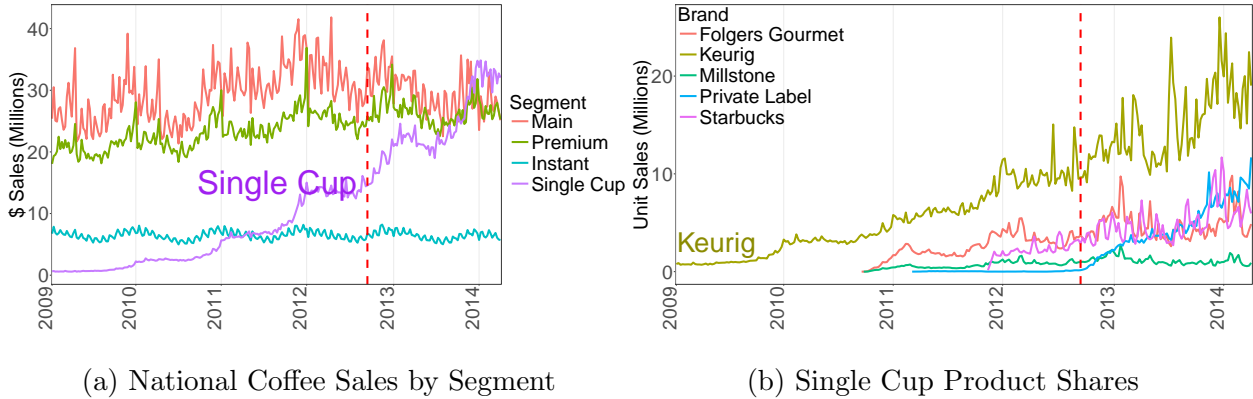 $ Sales (Millions)
40
30
20
10
0
2009
2010
2011
2012
2013
2014
Single Cup
Segment
Main
Premium
Instant
Single Cup
(a) National Coffee Sales by Segment
Unit Sales (Millions)
20
10
0
2009
2010
2011
2012
2013
2014
Keurig
Brand
Folgers Gourmet
Keurig
Millstone
Private Label
Starbucks
(b) Single Cup Product Shares